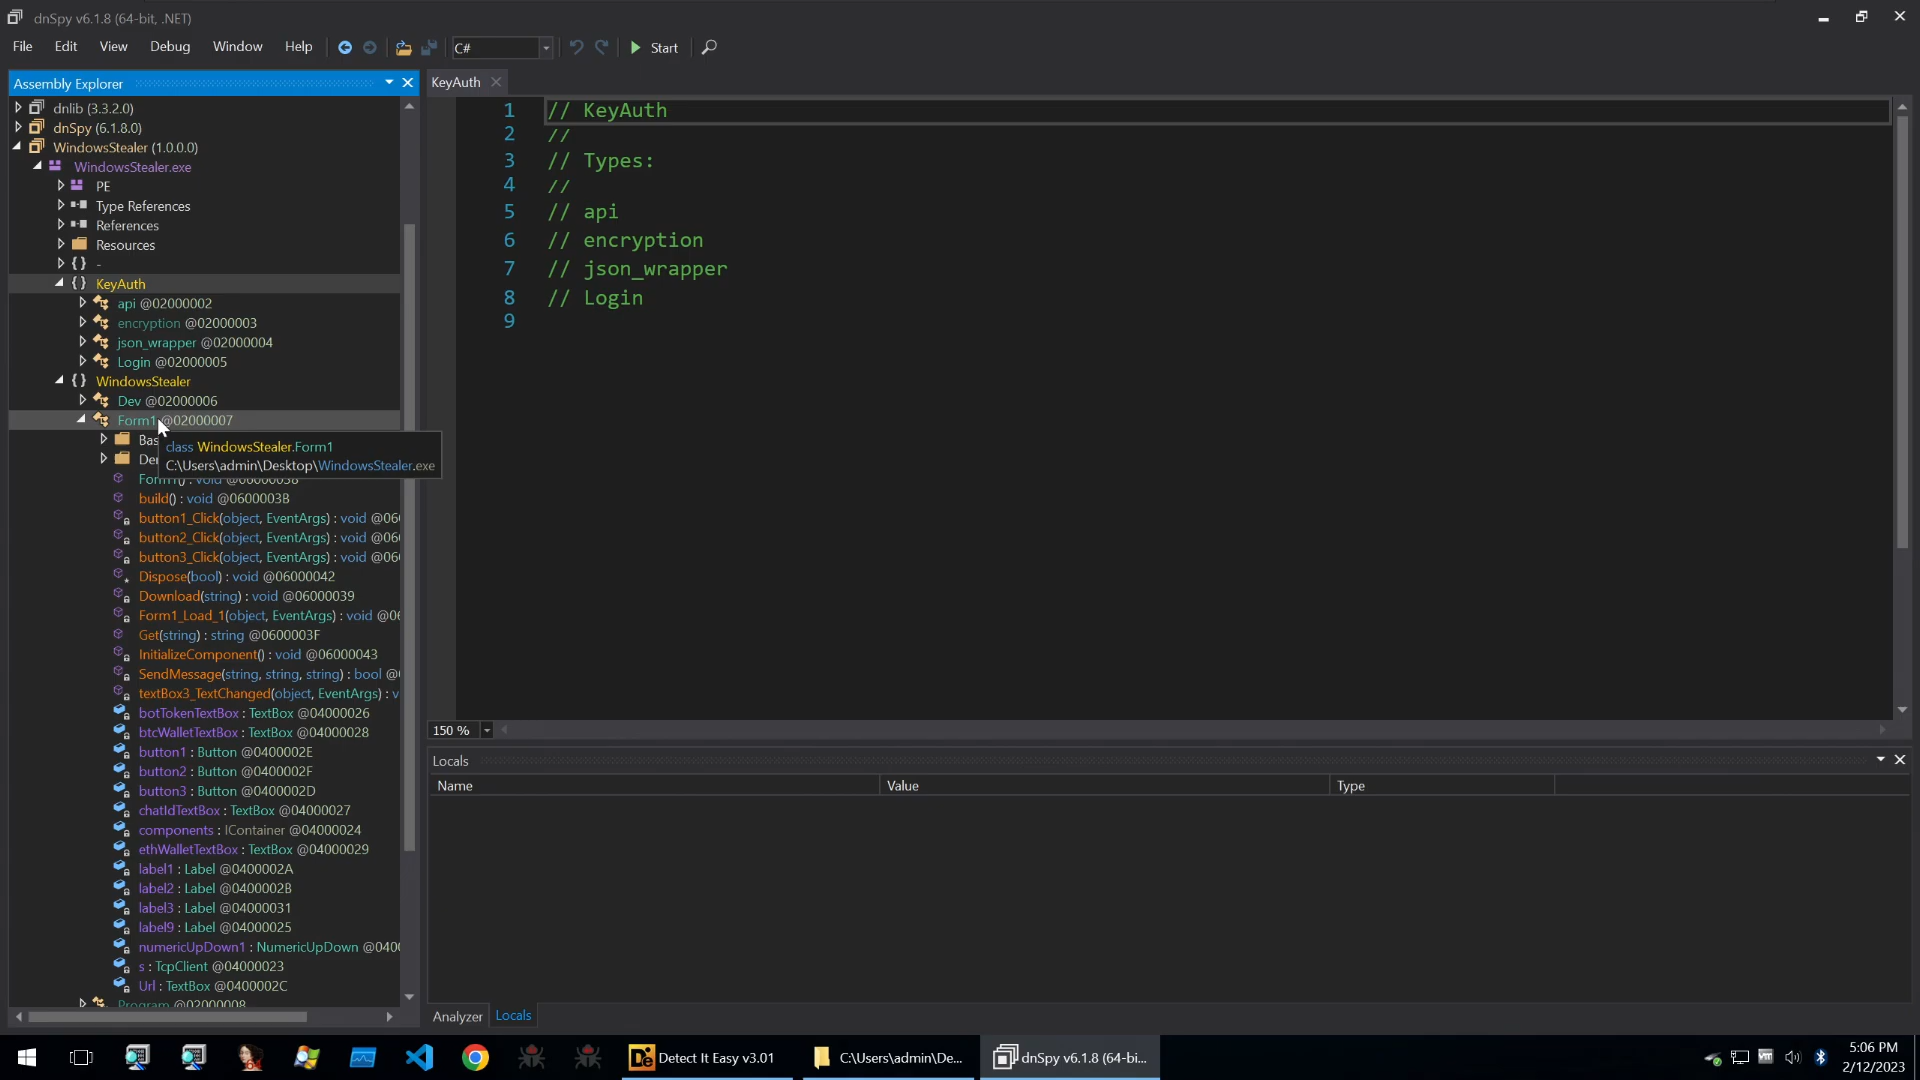 dnSpy v6.1.8 (64-bit, .NET)
File Edit View Debug Window Help C# Start
Assembly Explorer
KeyAuth
dnlib (3.3.2.0)
dnSpy (6.1.8.0)
WindowsStealer (1.0.0.0)
WindowsStealer.exe
PE
Type References
References
Resources
{ } -
{ } KeyAuth
api @02000002
encryption @02000003
json_wrapper @02000004
Login @02000005
{ } WindowsStealer
Dev @02000006
Form1 @02000007
class WindowsStealer.Form1
C:\Users\admin\Desktop\WindowsStealer.exe
build() : void @0600003B
button1_Click(object, EventArgs) : void @06
button2_Click(object, EventArgs) : void @06
button3_Click(object, EventArgs) : void @06
Dispose(bool) : void @06000042
Download(string) : void @06000039
Form1_Load_1(object, EventArgs) : void @06
Get(string) : string @0600003F
InitializeComponent() : void @06000043
SendMessage(string, string, string) : bool @
textBox3_TextChanged(object, EventArgs) : v
botTokenTextBox : TextBox @04000026
btcWalletTextBox : TextBox @04000028
button1 : Button @0400002E
button2 : Button @0400002F
button3 : Button @0400002D
chatIdTextBox : TextBox @04000027
components : IContainer @04000024
ethWalletTextBox : TextBox @04000029
label1 : Label @0400002A
label2 : Label @0400002B
label3 : Label @04000031
label9 : Label @04000025
numericUpDown1 : NumericUpDown @040
s : TcpClient @04000023
Url : TextBox @0400002C
Program @02000008
1 // KeyAuth
2 //
3 // Types:
4 //
5 // api
6 // encryption
7 // json_wrapper
8 // Login
9
150 %
Locals
Name Value Type
Analyzer Locals
Detect It Easy v3.01
C:\Users\admin\De...
dnSpy v6.1.8 (64-bi...
5:06 PM
2/12/2023